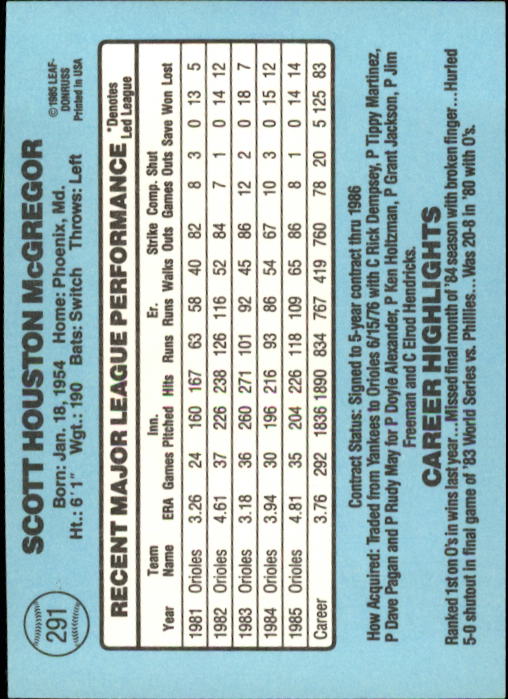 291
SCOTT HOUSTON McGREGOR
Born: Jan. 18, 1954 Home: Phoenix, Md.
Ht.: 6'1" Wgt.: 190 Bats: Switch Throws: Left
© 1985 LEAF-
DONRUSS
Printed in USA
RECENT MAJOR LEAGUE PERFORMANCE
*Denotes
Led League
Team Inn. Er. Strike Comp. Shut
Year Name ERA Games Pitched Hits Runs Runs Walks Outs Games Outs Save Won Lost
1981 Orioles 3.26 24 160 167 63 58 40 82 8 3 0 13 5
1982 Orioles 4.61 37 226 238 126 116 52 84 7 1 0 14 12
1983 Orioles 3.18 36 260 271 101 92 45 86 12 2 0 18 7
1984 Orioles 3.94 30 196 216 93 86 54 67 10 3 0 15 12
1985 Orioles 4.81 35 204 226 118 109 65 86 8 1 0 14 14
Career 3.76 292 1836 1890 834 767 419 760 78 20 5 125 83
Contract Status: Signed to 5-year contract thru 1986
How Acquired: Traded from Yankees to Orioles 6/15/76 with C Rick Dempsey, P Tippy Martinez,
P Dave Pagan and P Rudy May for P Doyle Alexander, P Ken Holtzman, P Grant Jackson, P Jim
Freeman and C Elrod Hendricks.
CAREER HIGHLIGHTS
Ranked 1st on O's in wins last year...Missed final month of '84 season with broken finger...Hurled
5-0 shutout in final game of '83 World Series vs. Phillies...Was 20-8 in '80 with O's.